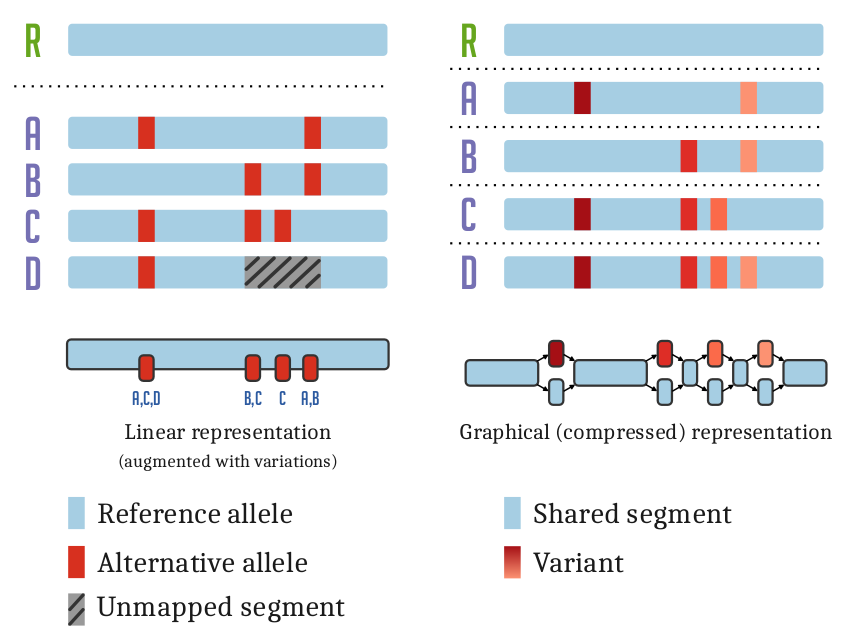 R
A
B
C
D
A,C,D
B,C
C
A,B
Linear representation
(augmented with variations)
Reference allele
Alternative allele
Unmapped segment
R
A
B
C
D
Graphical (compressed) representation
Shared segment
Variant